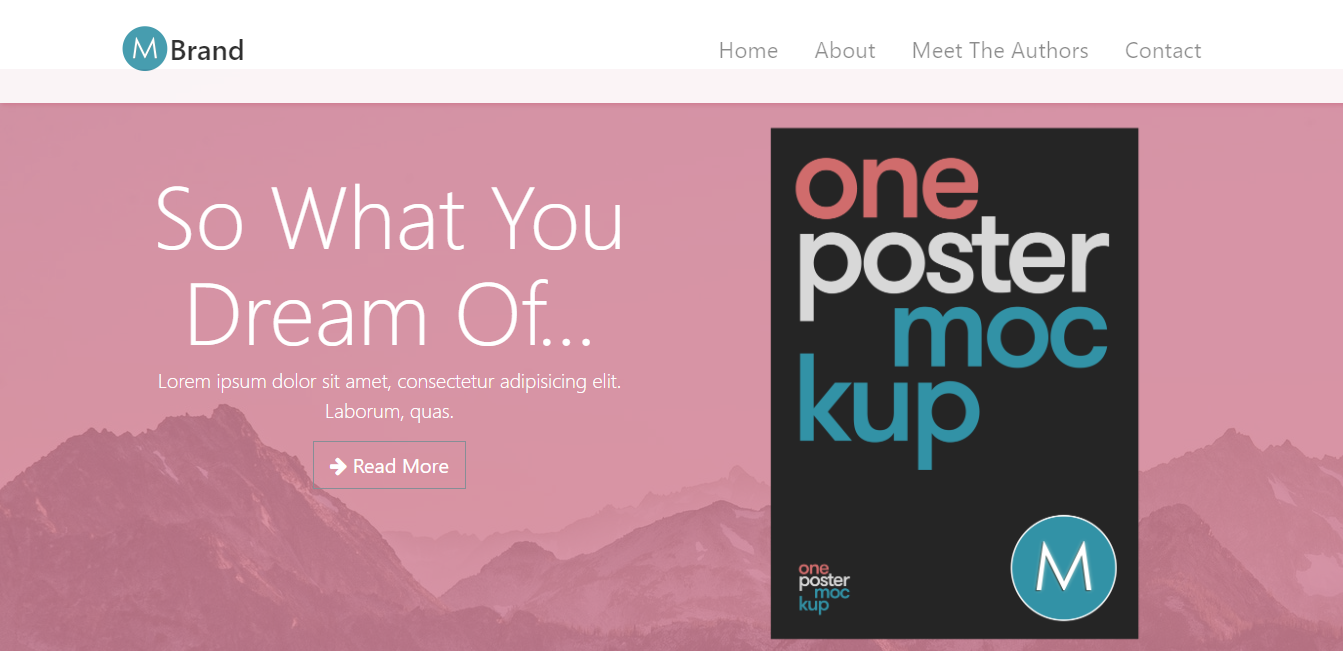 M Brand
Home About Meet The Authors Contact
So What You
Dream Of...
Lorem ipsum dolor sit amet, consectetur adipisicing elit.
Laborum, quas.
Read More
one
poster
moc
kup
one
poster
moc
kup
M